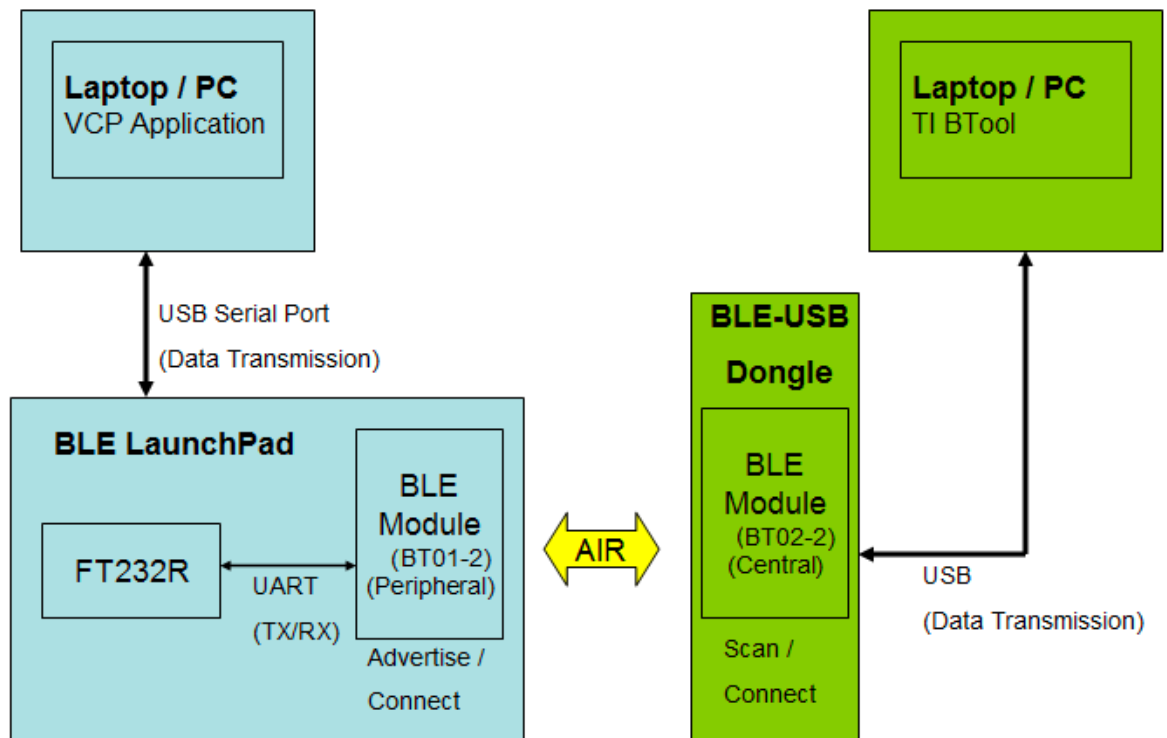 Laptop / PC
VCP Application
Laptop / PC
TI BTool
USB Serial Port
(Data Transmission)
BLE LaunchPad
FT232R
UART
(TX/RX)
BLE
Module
(BT01-2)
(Peripheral)
Advertise /
Connect
AIR
BLE-USB
Dongle
BLE
Module
(BT02-2)
(Central)
Scan /
Connect
USB
(Data Transmission)